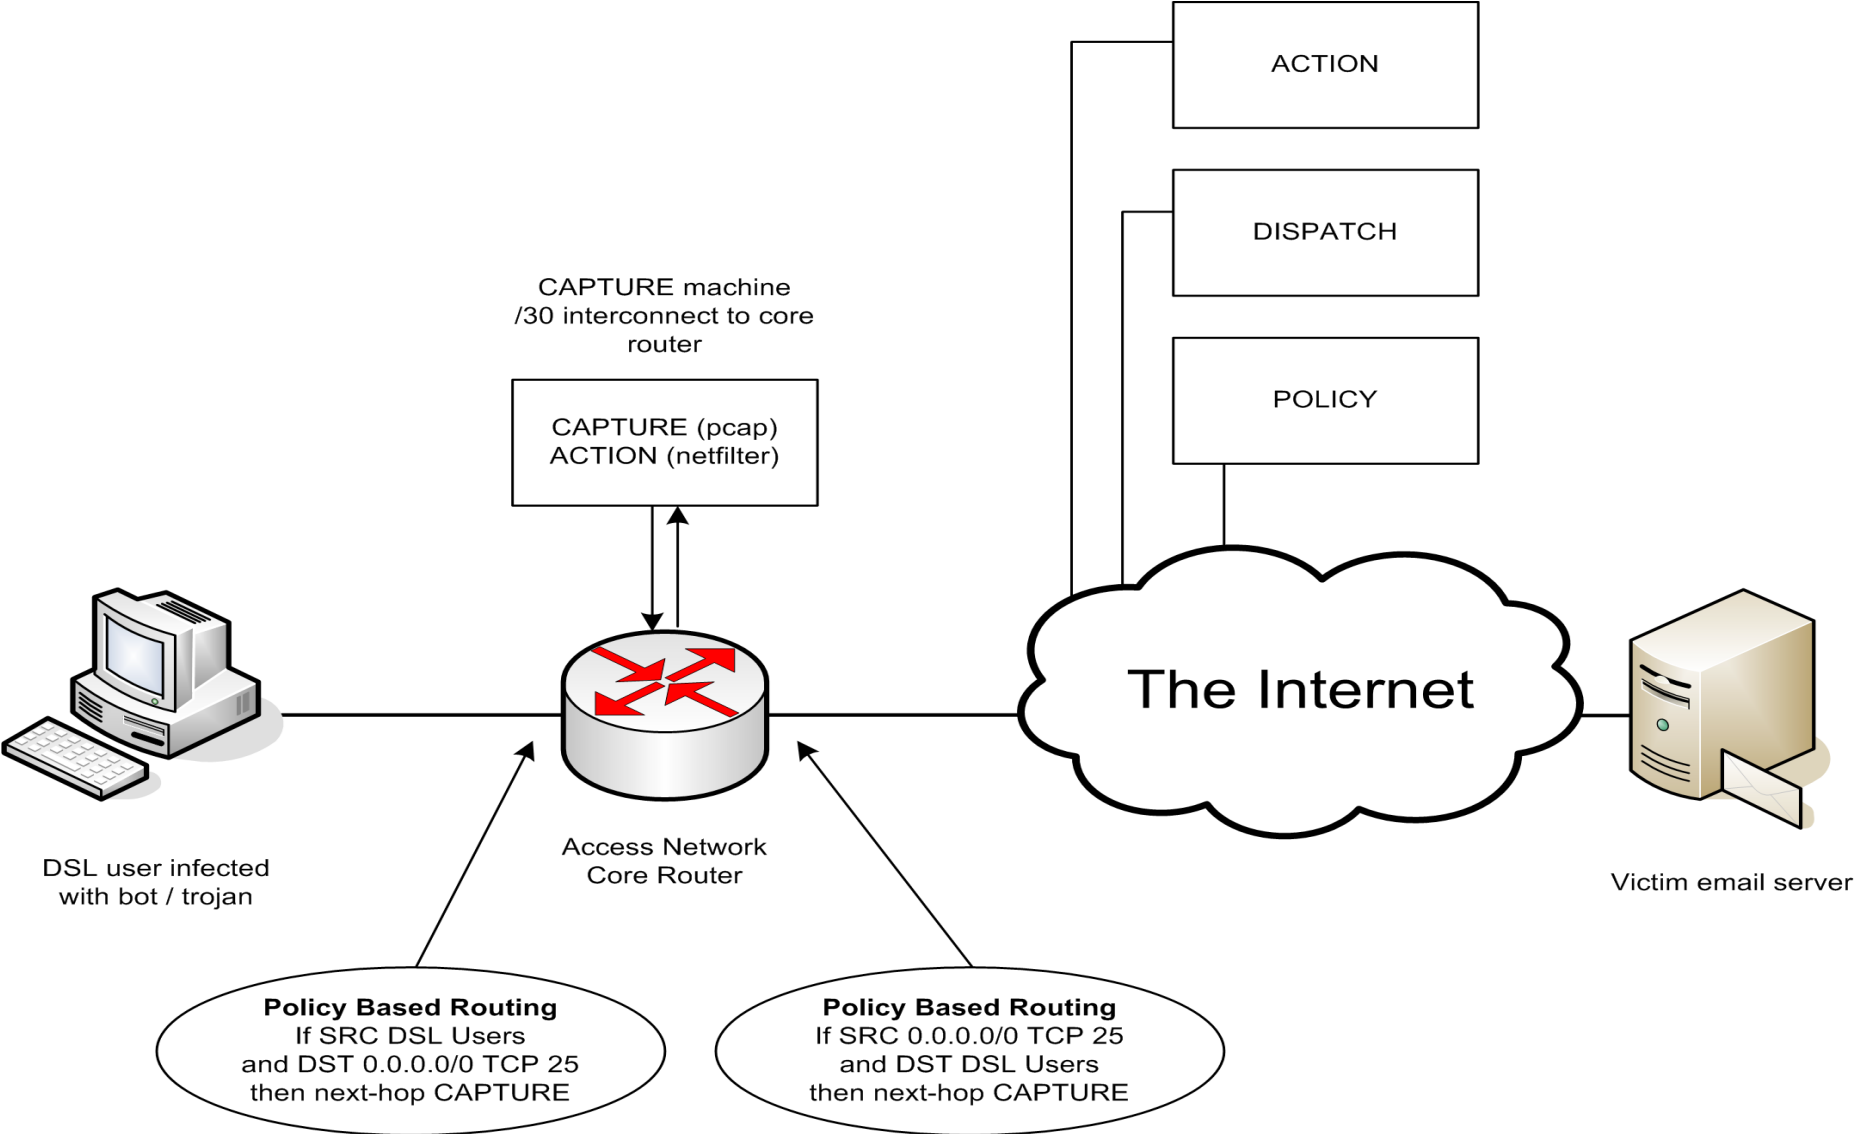 ACTION
DISPATCH
POLICY
CAPTURE machine
/30 interconnect to core
router
CAPTURE (pcap)
ACTION (netfilter)
The Internet
DSL user infected
with bot / trojan
Access Network
Core Router
Victim email server
Policy Based Routing
If SRC DSL Users
and DST 0.0.0.0/0 TCP 25
then next-hop CAPTURE
Policy Based Routing
If SRC 0.0.0.0/0 TCP 25
and DST DSL Users
then next-hop CAPTURE